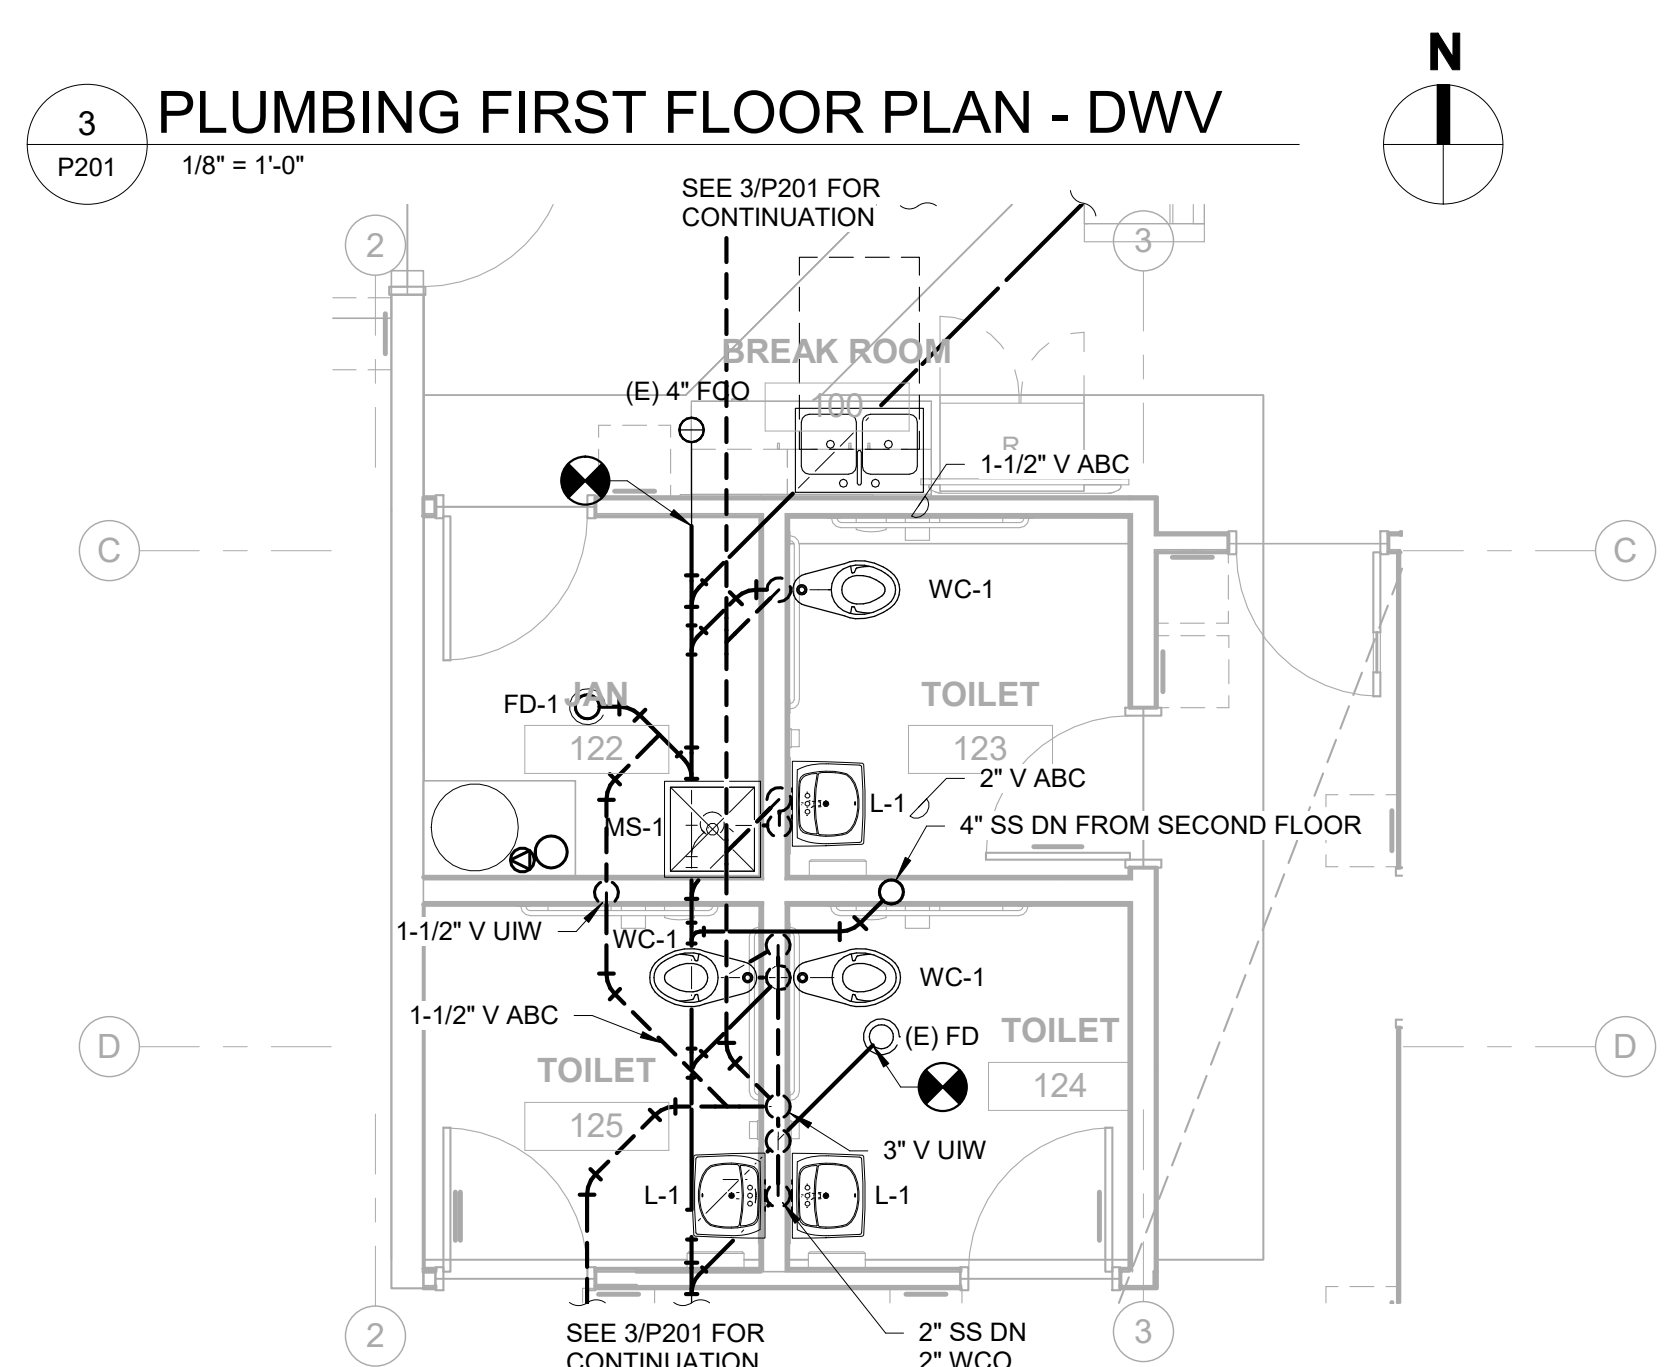 N
3
PLUMBING FIRST FLOOR PLAN - DWV
P201
1/8" = 1'-0"
SEE 3/P201 FOR
CONTINUATION
2
3
BREAK ROOM
(E) 4" FCO
100
R
1-1/2" V ABC
C
C
WC-1
JAN
TOILET
FD-1
122
123
2" V ABC
L-1
MS-1
4" SS DN FROM SECOND FLOOR
1-1/2" V UIW
WC-1
WC-1
1-1/2" V ABC
(E) FD
TOILET
D
D
TOILET
124
125
3" V UIW
L-1
L-1
2
3
SEE 3/P201 FOR
CONTINUATION
2" SS DN
2" WCO